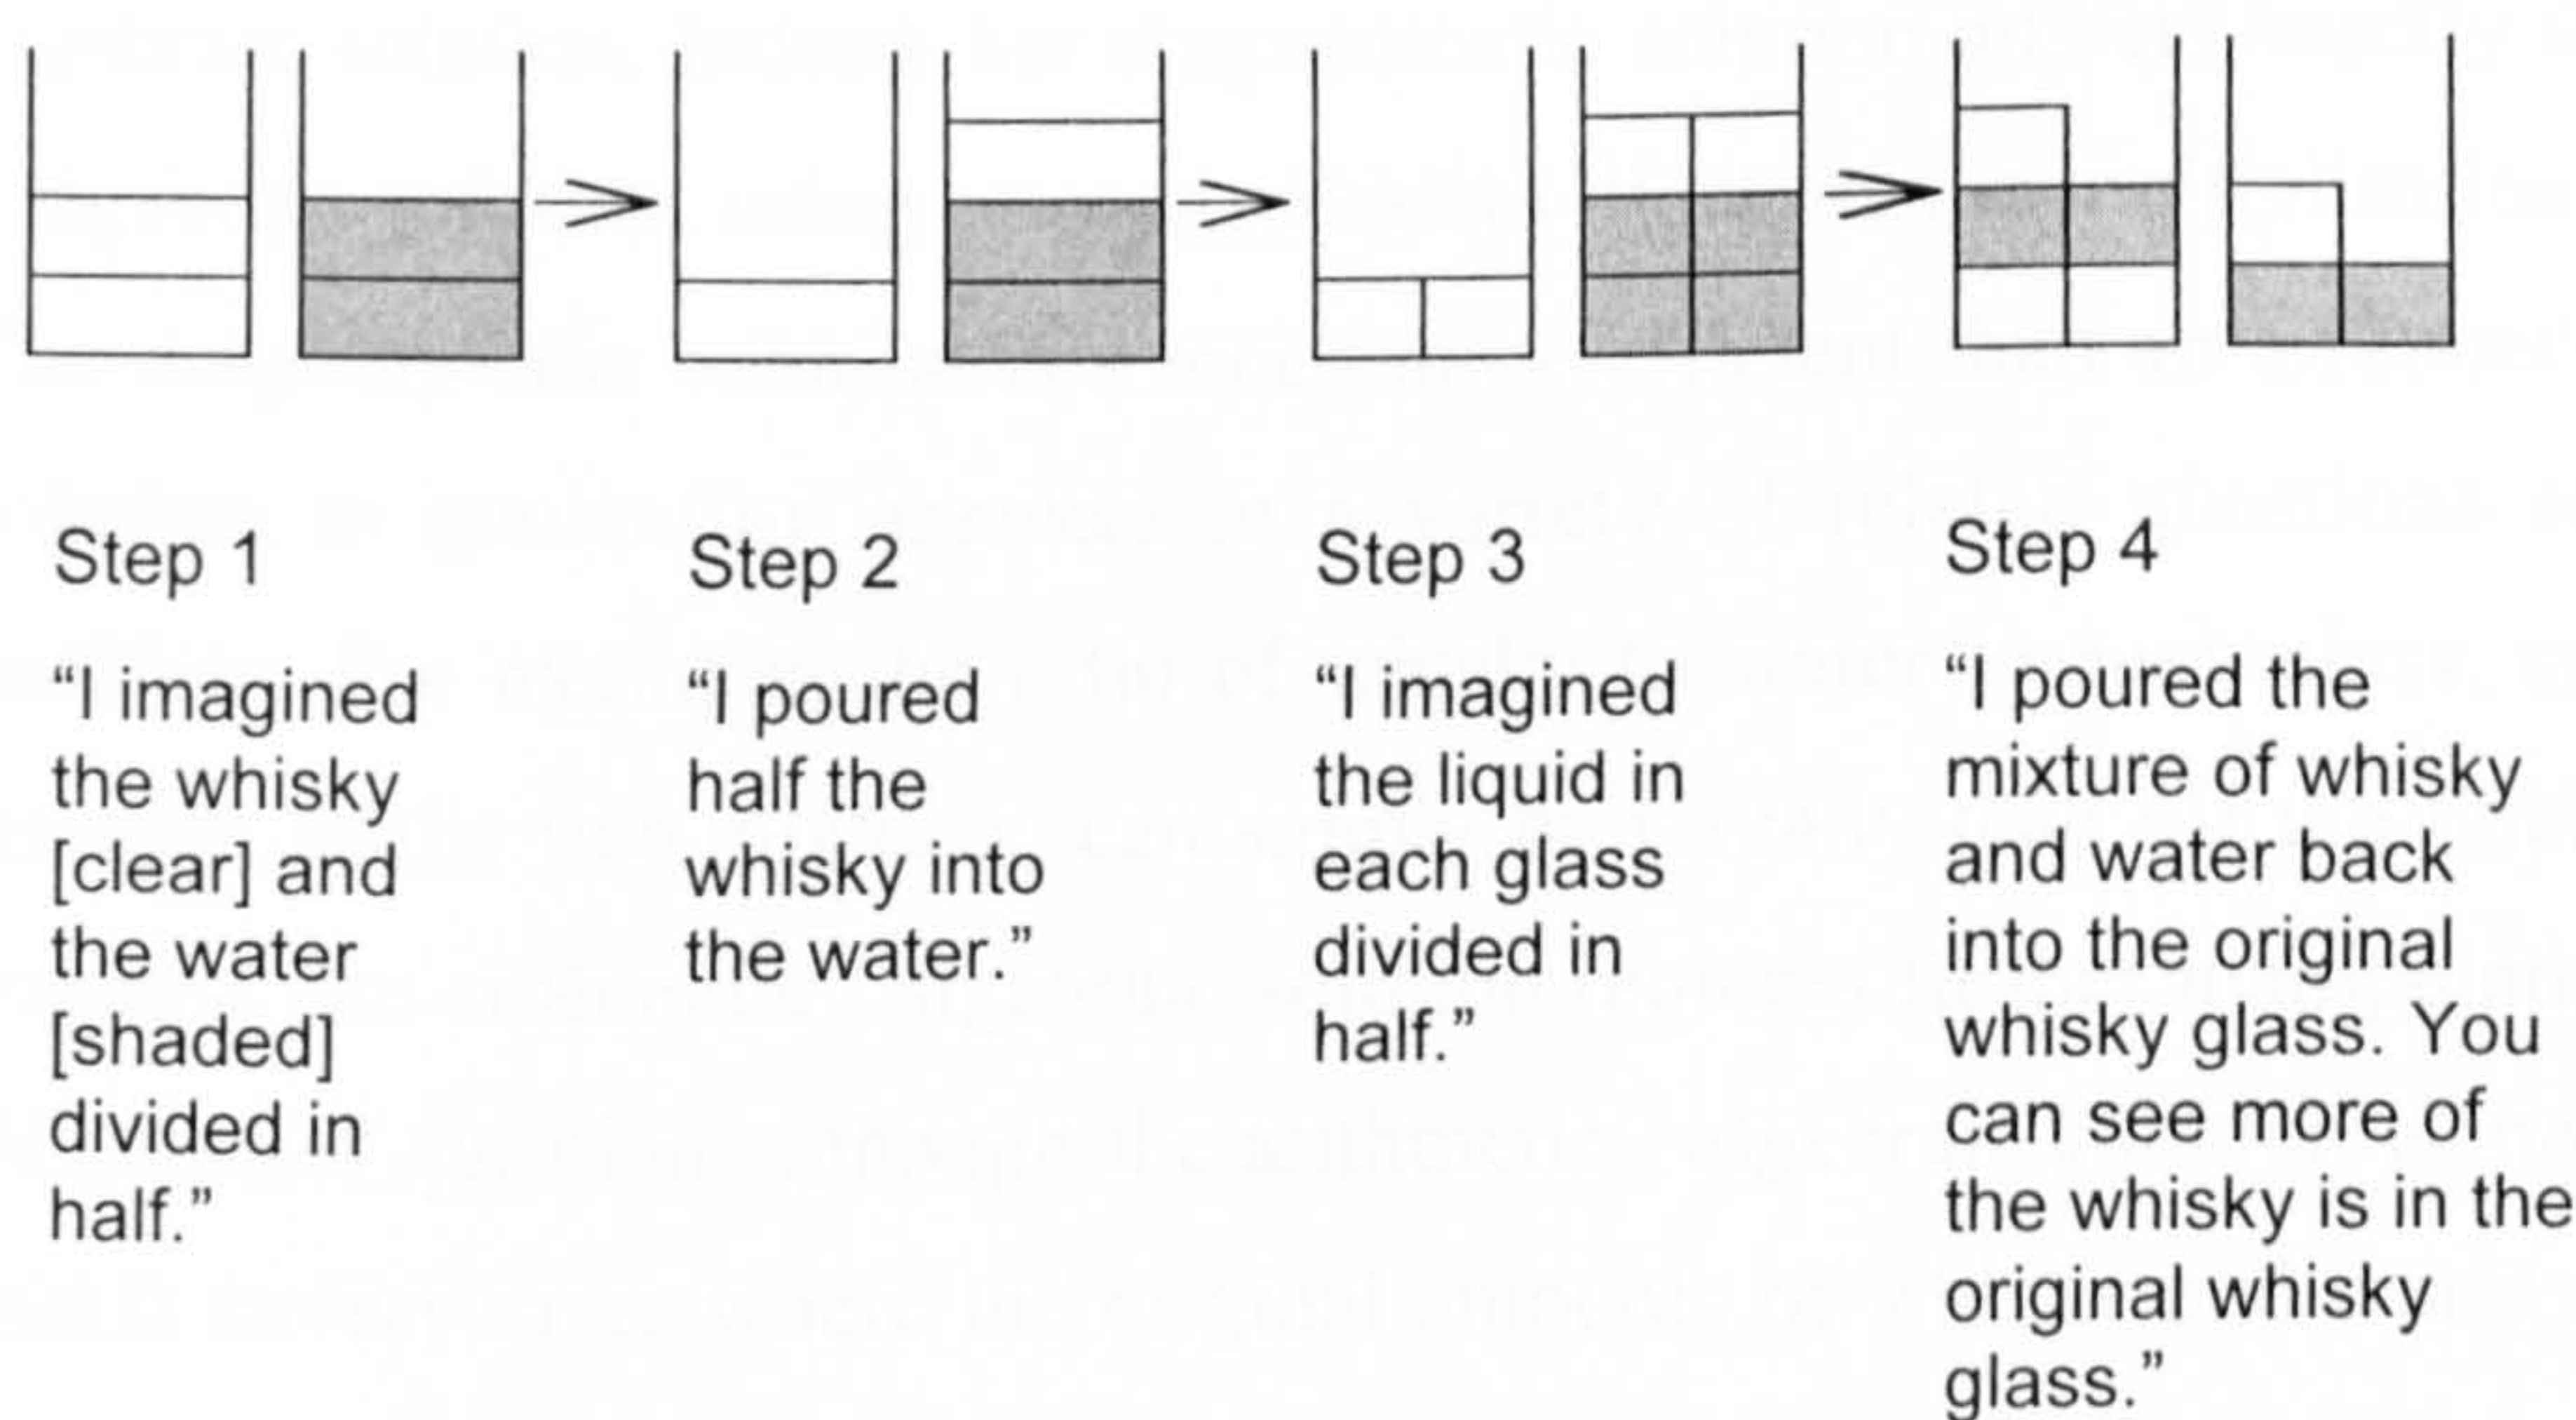 Step 1
“I imagined
the whisky
[clear] and
the water
[shaded]
divided in
half.”
Step 2
“I poured
half the
whisky into
the water.”
Step 3
“I imagined
the liquid in
each glass
divided in
half.”
Step 4
“I poured the
mixture of whisky
and water back
into the original
whisky glass. You
can see more of
the whisky is in the
original whisky
glass.”